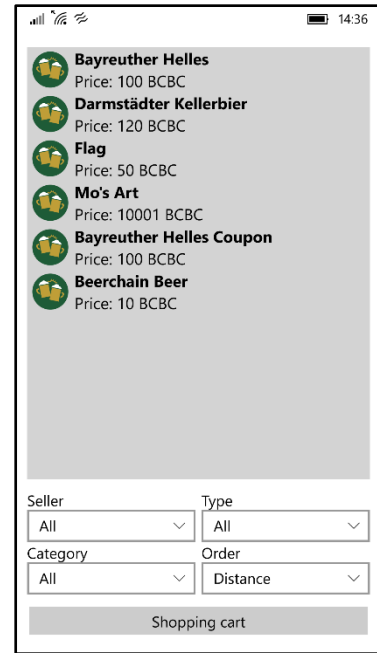 14:36
Bayreuther Helles
Price: 100 BCBC
Darmstädter Kellerbier
Price: 120 BCBC
Flag
Price: 50 BCBC
Mo's Art
Price: 10001 BCBC
Bayreuther Helles Coupon
Price: 100 BCBC
Beerchain Beer
Price: 10 BCBC
Seller Type
All All
Category Order
All Distance
Shopping cart